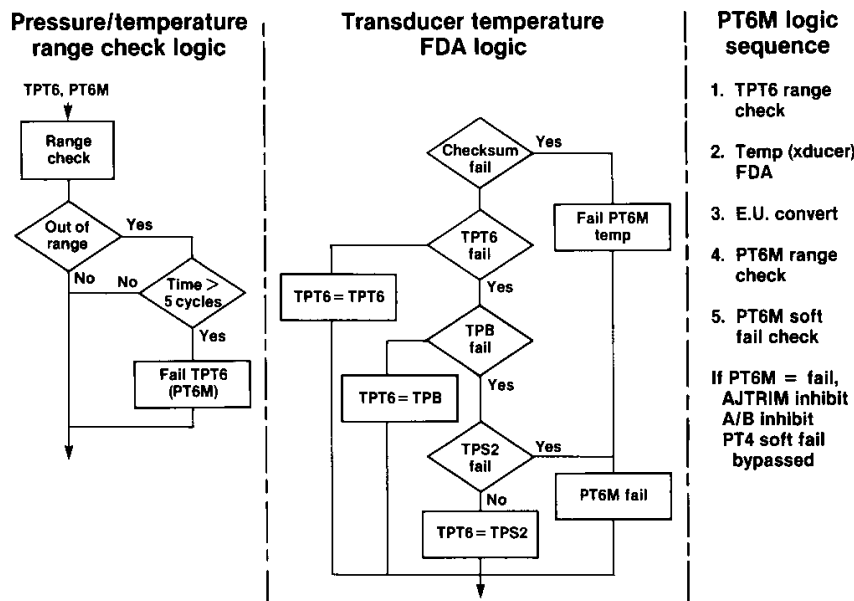 Pressure/temperature
range check logic
TPT6, PT6M
Range
check
Out of
range
Yes
No
No
Time >
5 cycles
Yes
Fail TPT6
(PT6M)
Transducer temperature
FDA logic
Checksum
fail
Yes
Fail PT6M
temp
TPT6
fail
TPT6 = TPT6
Yes
TPB
fail
TPT6 = TPB
Yes
TPS2
fail
Yes
No
PT6M fail
TPT6 = TPS2
PT6M logic
sequence
1. TPT6 range
check
2. Temp (xducer)
FDA
3. E.U. convert
4. PT6M range
check
5. PT6M soft
fail check
If PT6M = fail,
AJTRIM inhibit
A/B inhibit
PT4 soft fail
bypassed